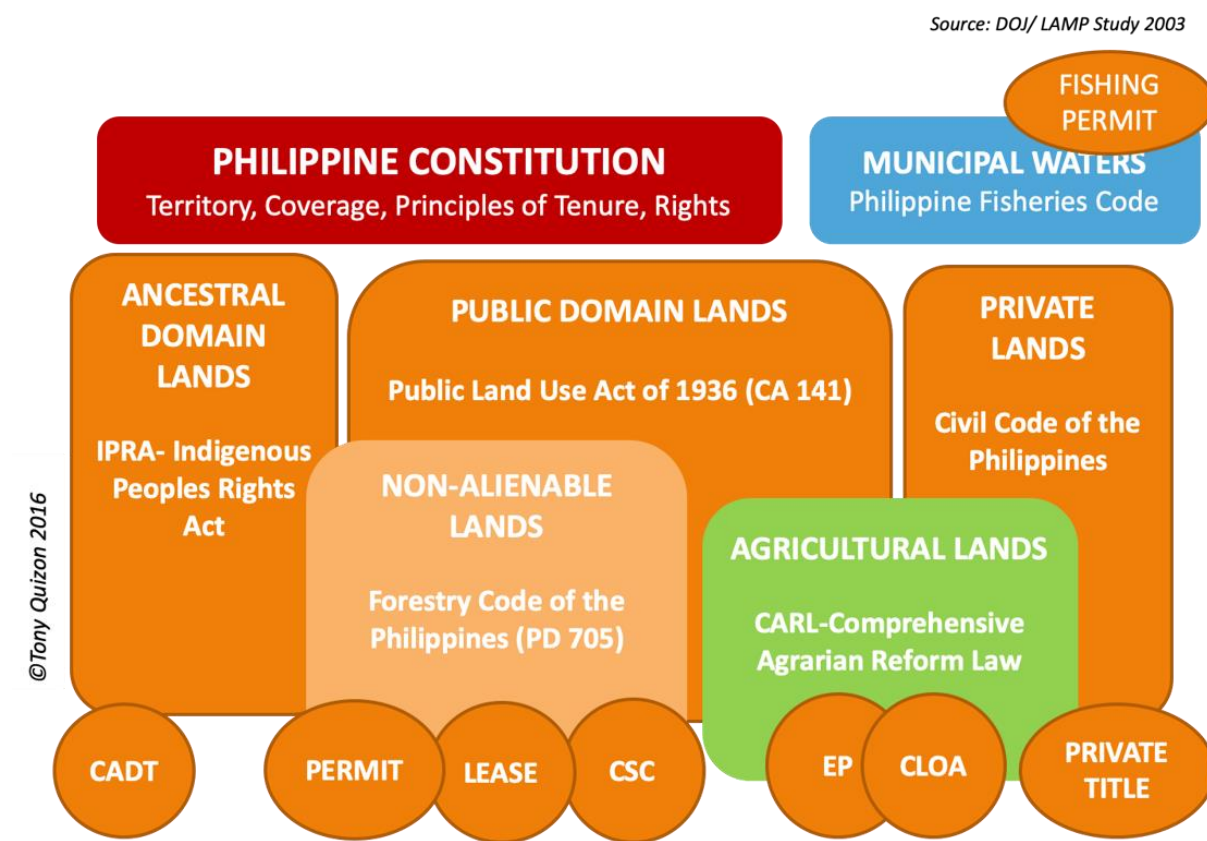 Source: DOJ/ LAMP Study 2003
FISHING
PERMIT
PHILIPPINE CONSTITUTION
Territory, Coverage, Principles of Tenure, Rights
MUNICIPAL WATERS
Philippine Fisheries Code
ANCESTRAL
DOMAIN
LANDS
IPRA- Indigenous
Peoples Rights
Act
PUBLIC DOMAIN LANDS
Public Land Use Act of 1936 (CA 141)
PRIVATE
LANDS
Civil Code of the
Philippines
NON-ALIENABLE
LANDS
Forestry Code of the
Philippines (PD 705)
AGRICULTURAL LANDS
CARL-Comprehensive
Agrarian Reform Law
CADT
PERMIT
LEASE
CSC
EP
CLOA
PRIVATE
TITLE
©Tony Quizon 2016